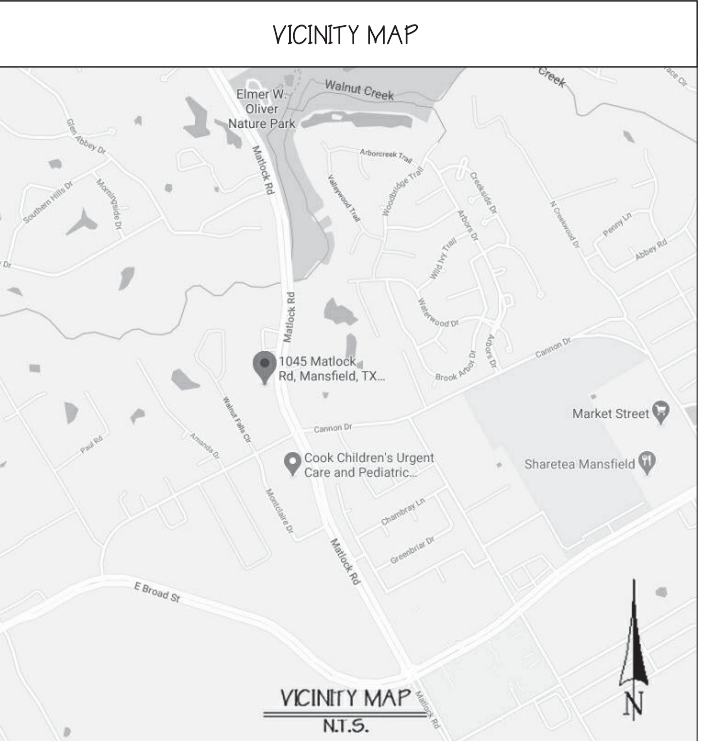 VICINITY MAP
Creek
Walnut Creek
Elmer W.
Oliver
Nature Park
Glen Abbey Dr
Matlock Rd
Arborcreek Trail
Southern Hills Dr
Morningside Dr
Valleywood Trail
Woodbridge Trail
Creekside Dr
N Creekwood Dr
Penny Ln
Abbey Rd
Arbors Dr
Wild Ivy Trail
Dr
Matlock Rd
Waterwood Dr
Arbors Dr
Brook Arbor Dr
Cannon Dr
1045 Matlock
Rd, Mansfield, TX...
Walnut Falls Cir
Market Street
Cannon Dr
Paul Rd
Amanda Dr
Cook Children's Urgent
Care and Pediatric...
Sharetea Mansfield
Montclaire Dr
Chambray Ln
Greenbriar Dr
Matlock Rd
E Broad St
Matlock Rd
VICINITY MAP
N.T.S.
N